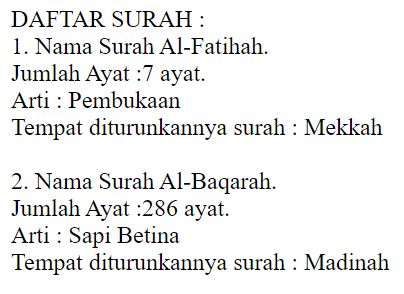 DAFTAR SURAH :
1. Nama Surah Al-Fatihah.
Jumlah Ayat :7 ayat.
Arti : Pembukaan
Tempat diturunkannya surah : Mekkah
2. Nama Surah Al-Baqarah.
Jumlah Ayat :286 ayat.
Arti : Sapi Betina
Tempat diturunkannya surah : Madinah